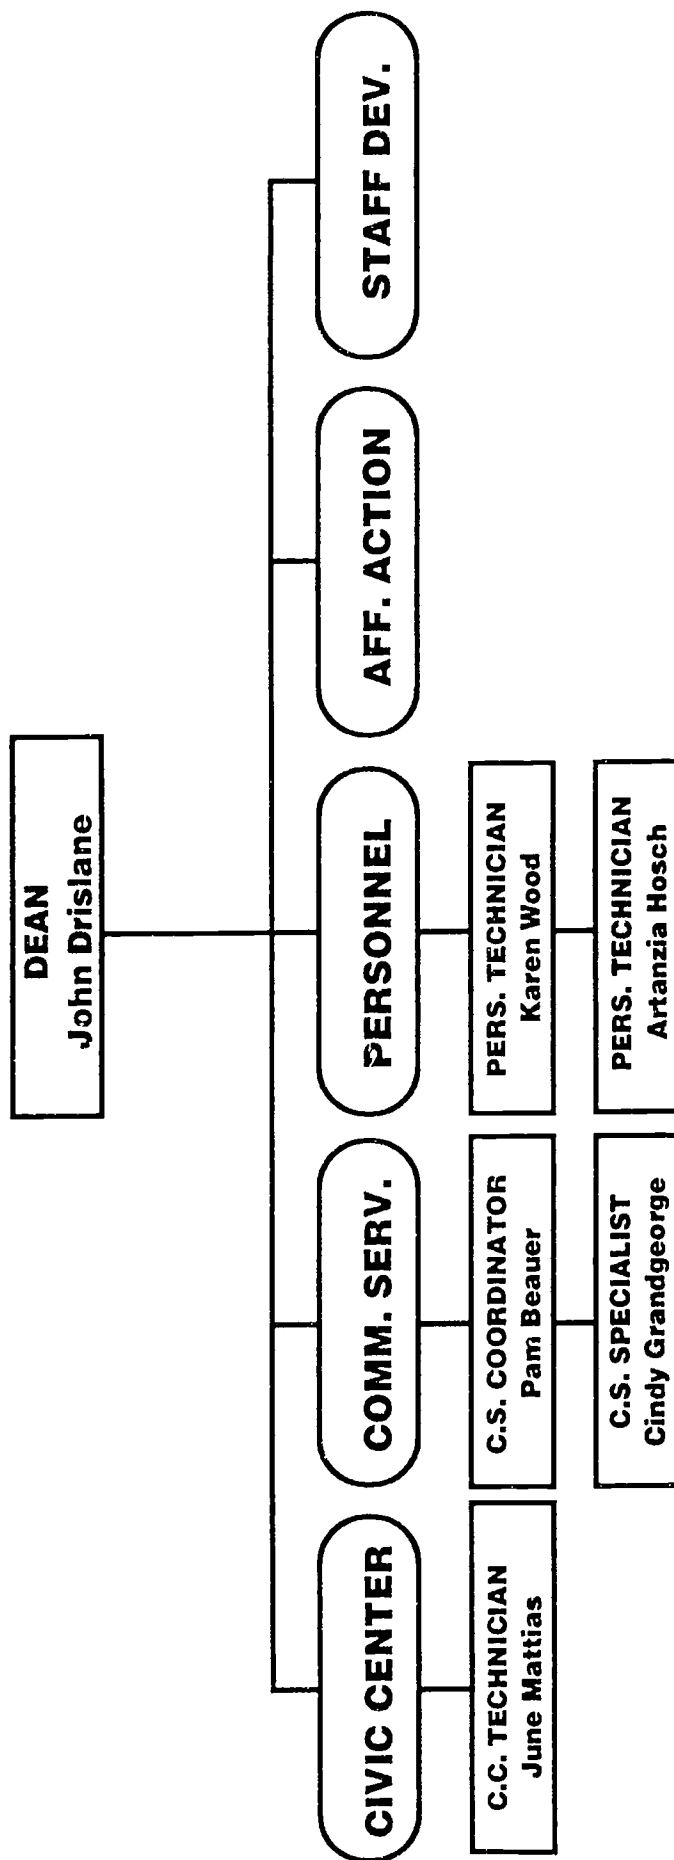 DEAN
John Drislane
CIVIC CENTER
COMM. SERV.
PERSONNEL
AFF. ACTION
STAFF DEV.
C.C. TECHNICIAN
June Mattias
C.S. COORDINATOR
Pam Beauer
PERS. TECHNICIAN
Karen Wood
C.S. SPECIALIST
Cindy Grandgeorge
PERS. TECHNICIAN
Artanzia Hosch